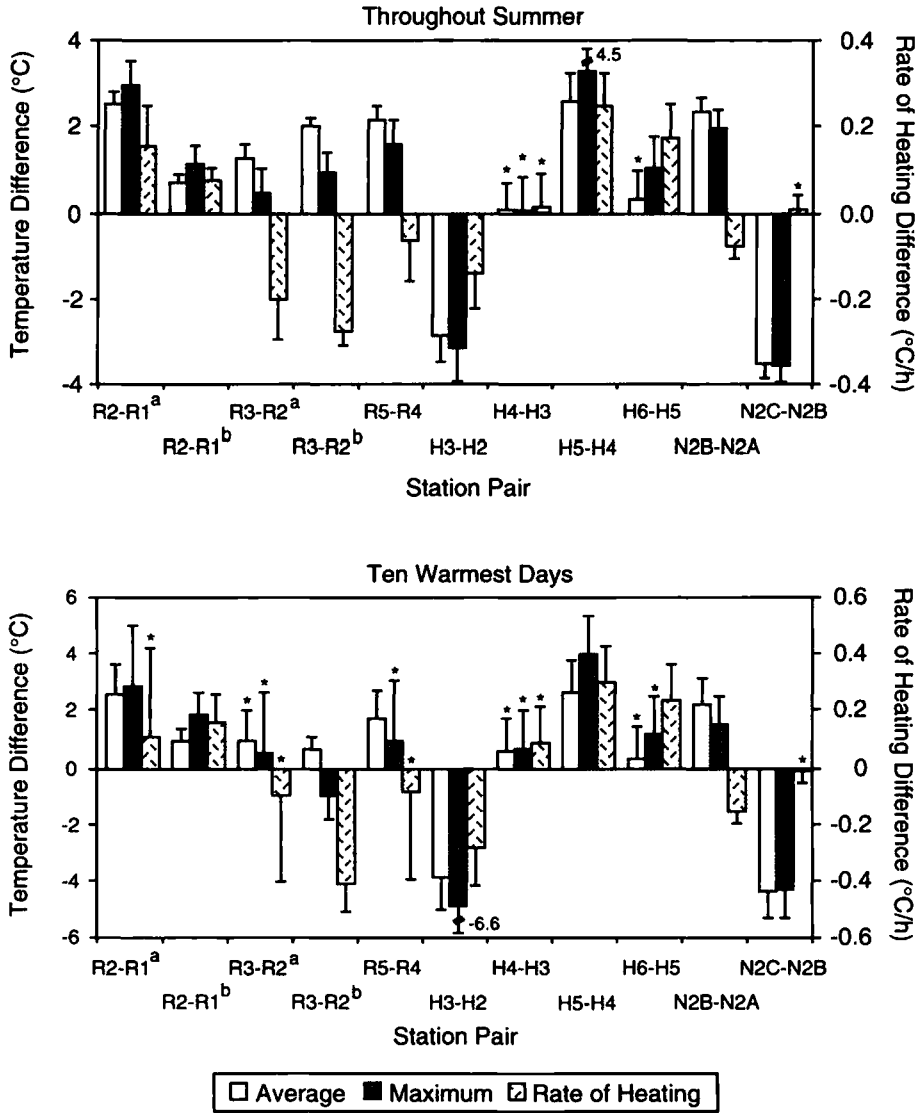 Throughout Summer
Temperature Difference (°C)
4
2
0
-2
-4
* * *
4.5
*
*
0.4
0.2
0.0
-0.2
-0.4
Rate of Heating Difference (°C/h)
R2-R1a R3-R2a R5-R4 H4-H3 H6-H5 N2C-N2B
R2-R1b R3-R2b H3-H2 H5-H4 N2B-N2A
Station Pair
Ten Warmest Days
Temperature Difference (°C)
6
4
2
0
-2
-4
-6
*
* *
*
*
*
* * *
* *
*
-6.6
0.6
0.4
0.2
0
-0.2
-0.4
-0.6
Rate of Heating Difference (°C/h)
R2-R1a R3-R2a R5-R4 H4-H3 H6-H5 N2C-N2B
R2-R1b R3-R2b H3-H2 H5-H4 N2B-N2A
Station Pair
Average Maximum Rate of Heating